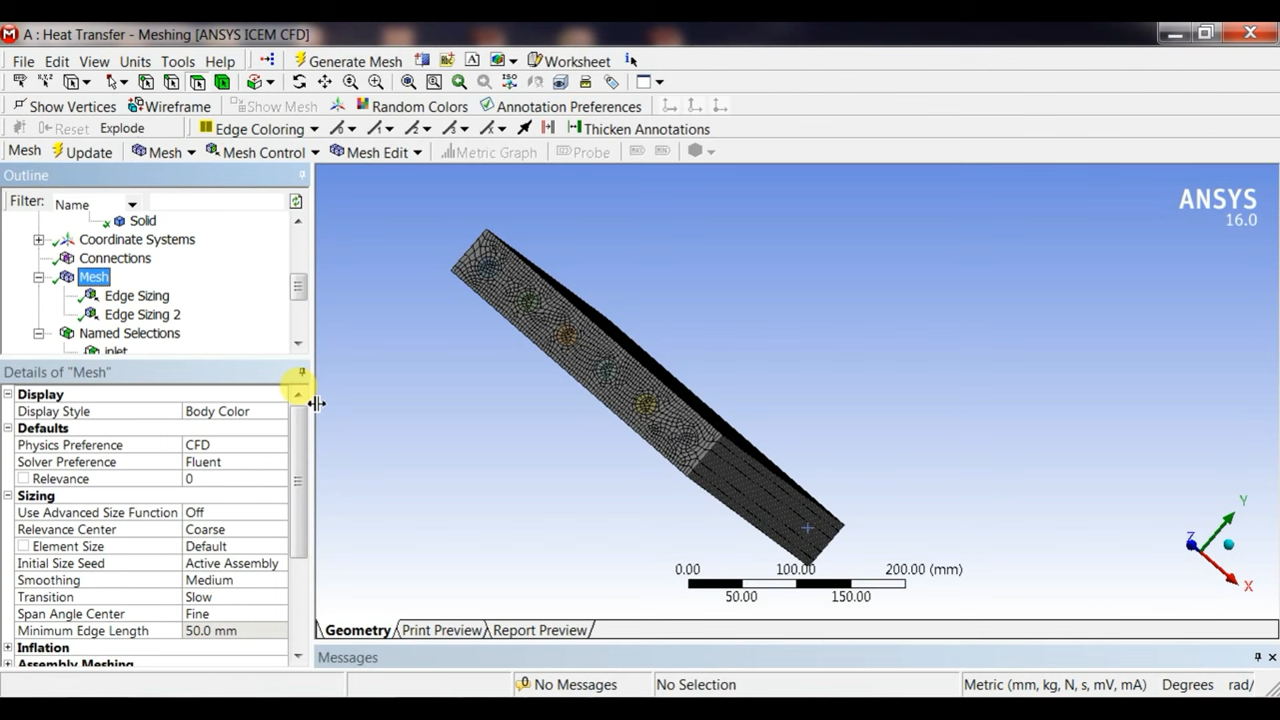 A : Heat Transfer - Meshing [ANSYS ICEM CFD]
File Edit View Units Tools Help Generate Mesh A Worksheet i
ISO
Show Vertices Wireframe Show Mesh Random Colors Annotation Preferences
Reset Explode Edge Coloring Thicken Annotations
Mesh Update Mesh Mesh Control Mesh Edit Metric Graph Probe
Outline
Filter: Name
Solid
Coordinate Systems
Connections
Mesh
Edge Sizing
Edge Sizing 2
Named Selections
inlet
Details of "Mesh"
Display
Display Style Body Color
Defaults
Physics Preference CFD
Solver Preference Fluent
Relevance 0
Sizing
Use Advanced Size Function Off
Relevance Center Coarse
Element Size Default
Initial Size Seed Active Assembly
Smoothing Medium
Transition Slow
Span Angle Center Fine
Minimum Edge Length 50.0 mm
Inflation
Assembly Meshing
ANSYS
16.0
0.00 100.00 200.00 (mm)
50.00 150.00
Y
Z
X
Geometry Print Preview Report Preview
Messages
No Messages No Selection Metric (mm, kg, N, s, mV, mA) Degrees rad/